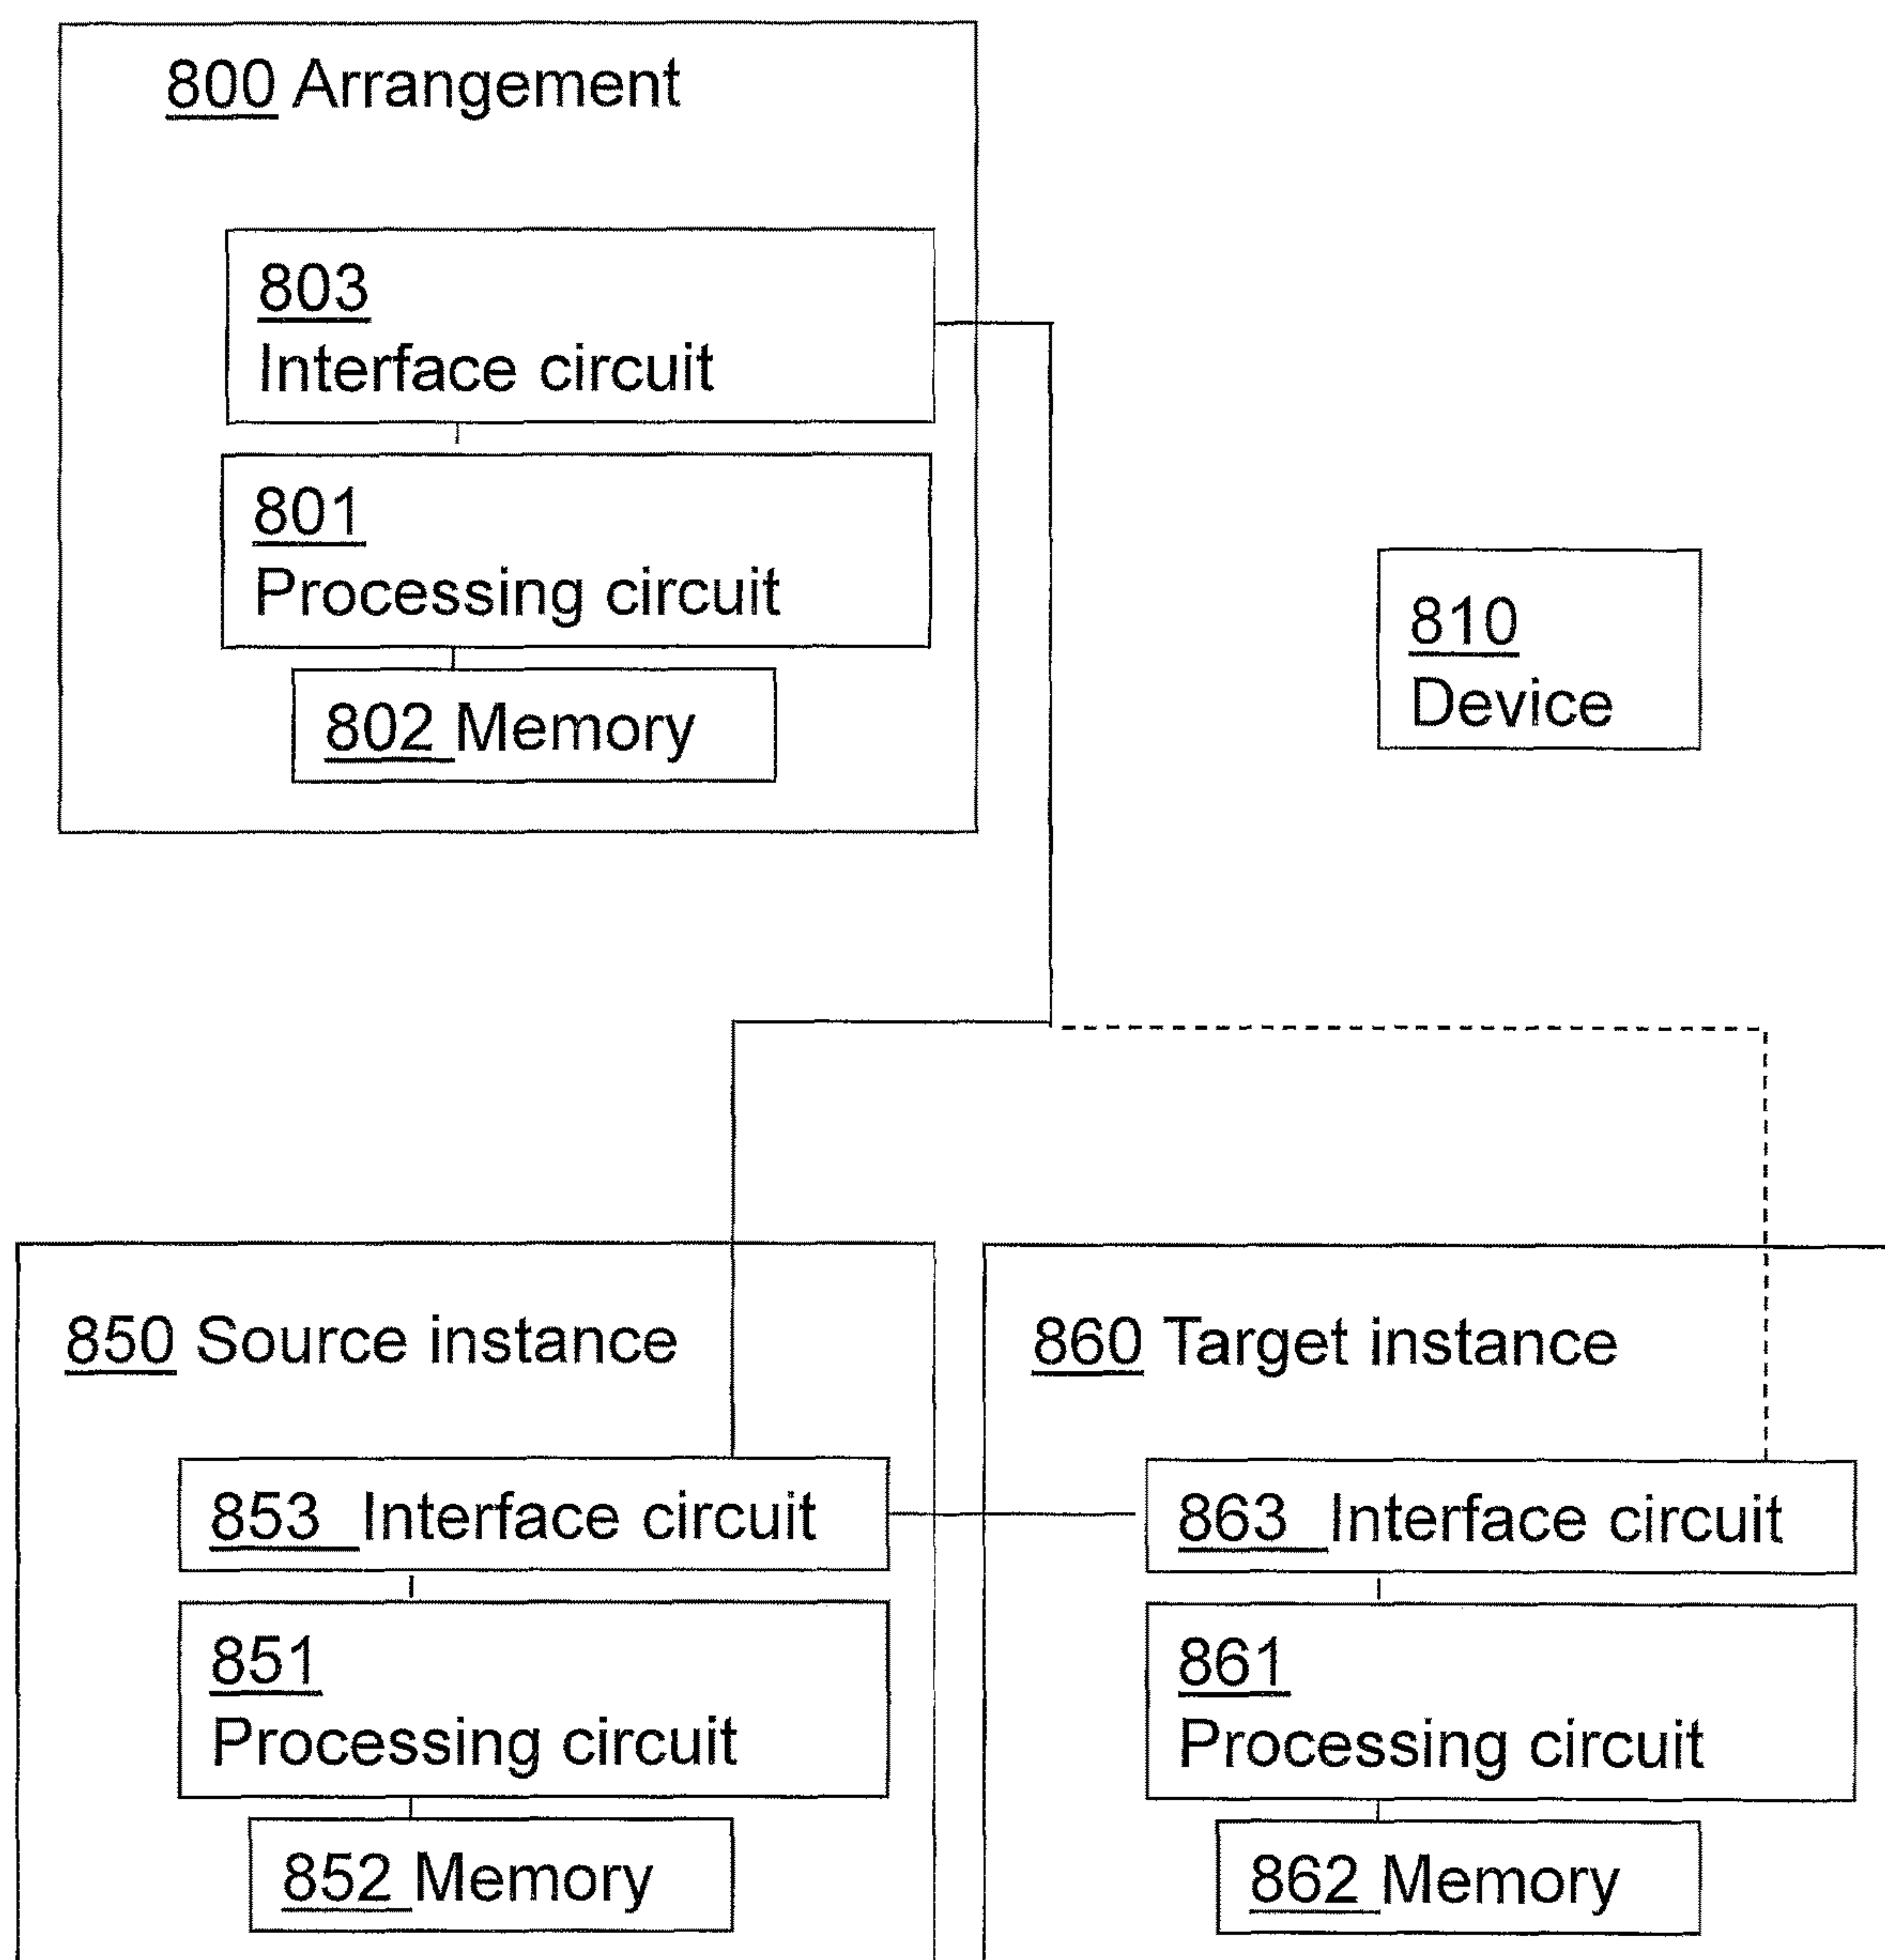 800 Arrangement
803
Interface circuit
801
Processing circuit
802 Memory
810
Device
850 Source instance
853 Interface circuit
851
Processing circuit
852 Memory
860 Target instance
863 Interface circuit
861
Processing circuit
862 Memory